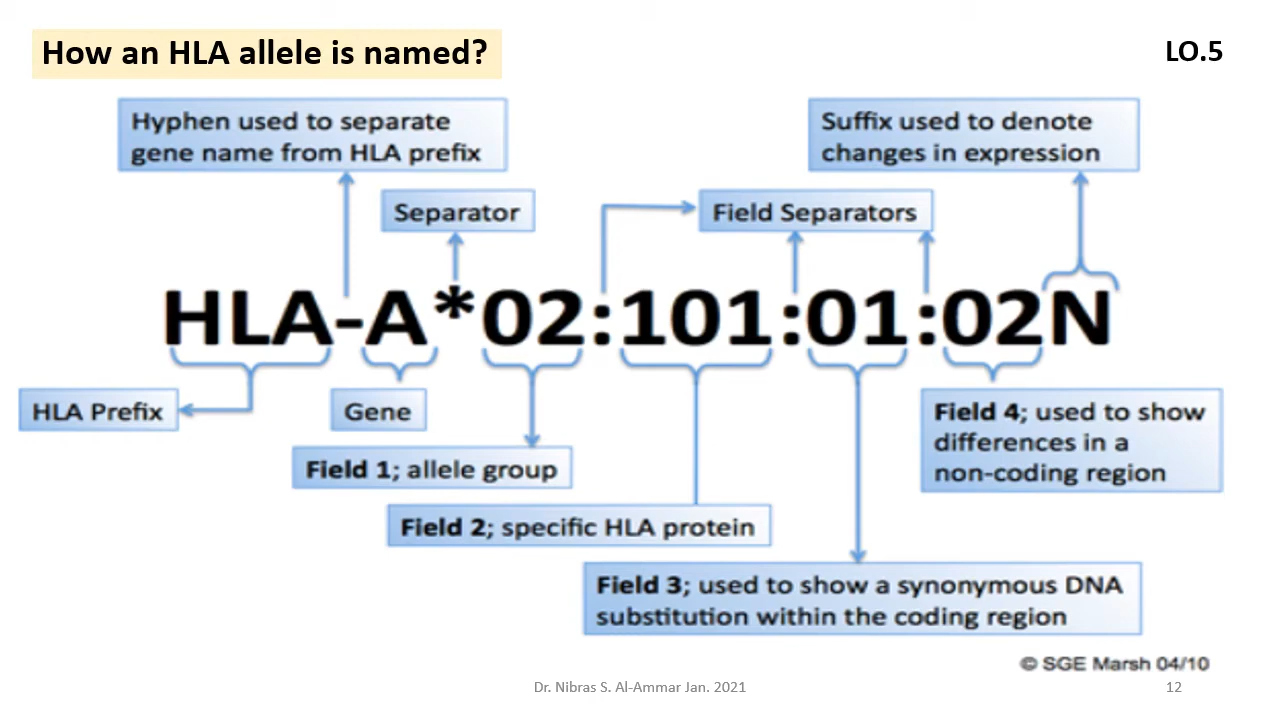 How an HLA allele is named?
LO.5
Hyphen used to separate
gene name from HLA prefix
Suffix used to denote
changes in expression
Separator
Field Separators
HLA-A*02:101:01:02N
HLA Prefix
Gene
Field 1; allele group
Field 2; specific HLA protein
Field 3; used to show a synonymous DNA
substitution within the coding region
Field 4; used to show
differences in a
non-coding region
© SGE Marsh 04/10
Dr. Nibras S. Al-Ammar Jan. 2021
12